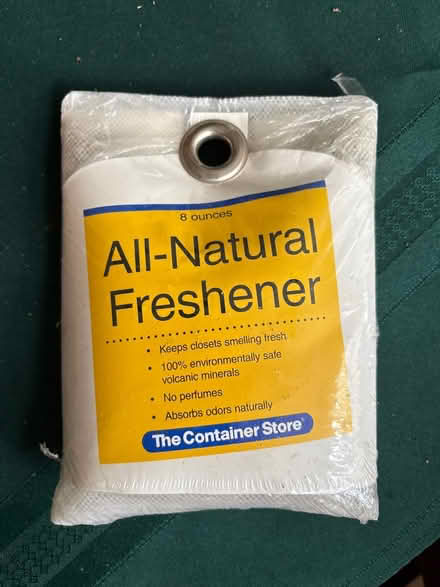 8 ounces
All-Natural
Freshener
• Keeps closets smelling fresh
• 100% environmentally safe
volcanic minerals
• No perfumes
• Absorbs odors naturally
The Container Store®